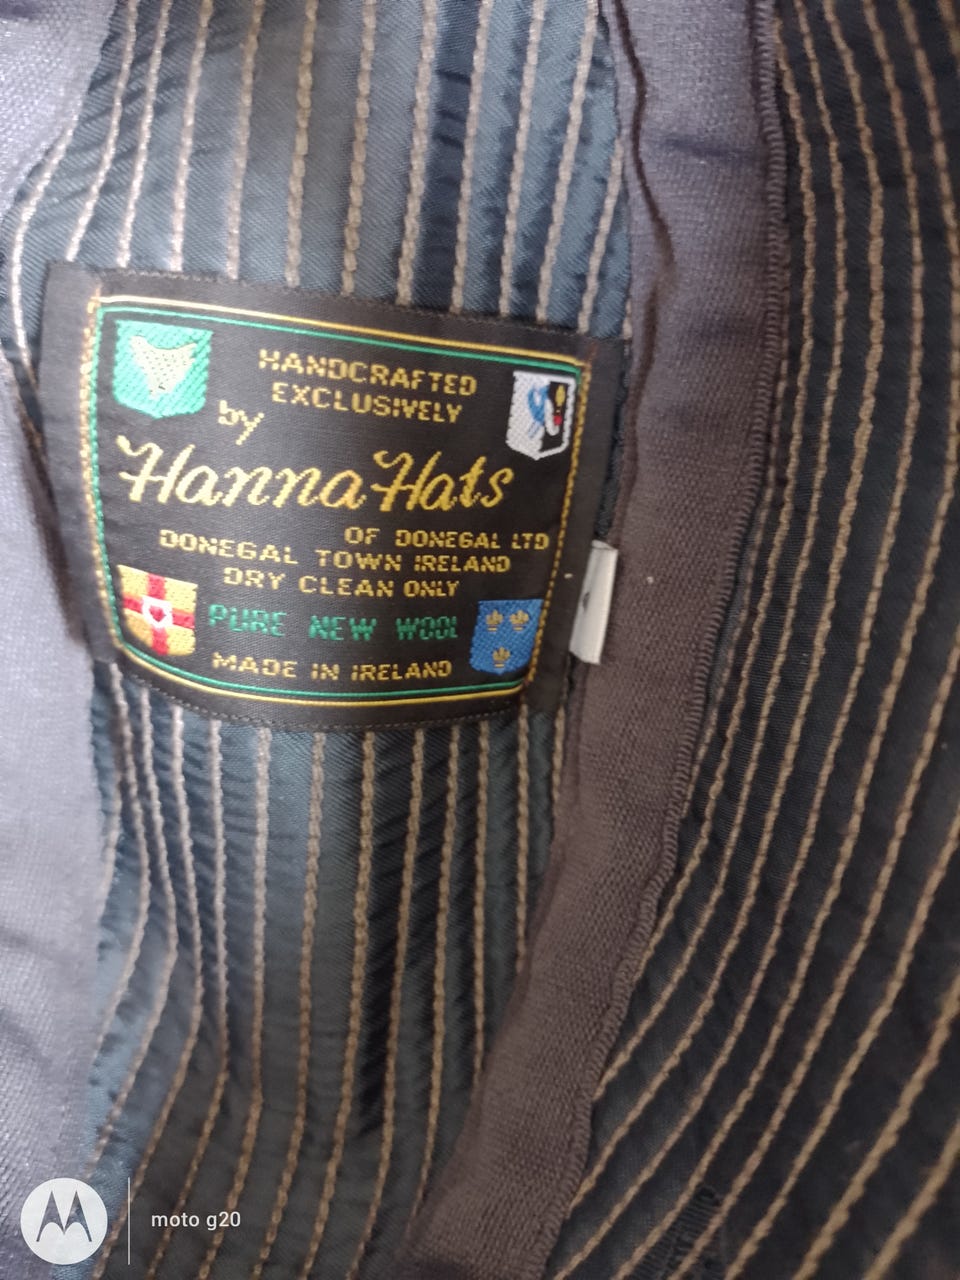 HANDCRAFTED
EXCLUSIVELY
by
Hanna Hats
OF DONEGAL LTD
DONEGAL TOWN IRELAND
DRY CLEAN ONLY
PURE NEW WOOL
MADE IN IRELAND
moto g20